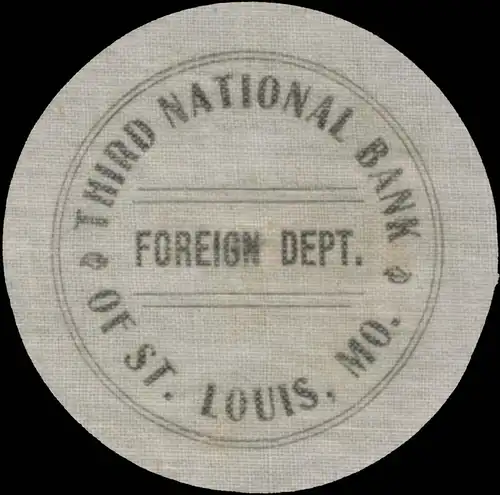 THIRD NATIONAL BANK
FOREIGN DEPT.
OF ST. LOUIS, MO.